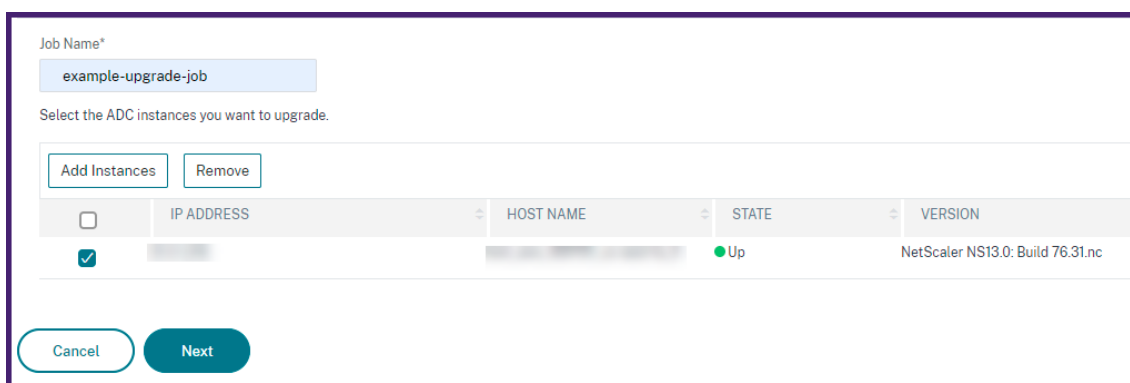 Job Name*
example-upgrade-job
Select the ADC instances you want to upgrade.
Add Instances Remove
IP ADDRESS HOST NAME STATE VERSION
Up NetScaler NS13.0: Build 76.31.nc
Cancel Next